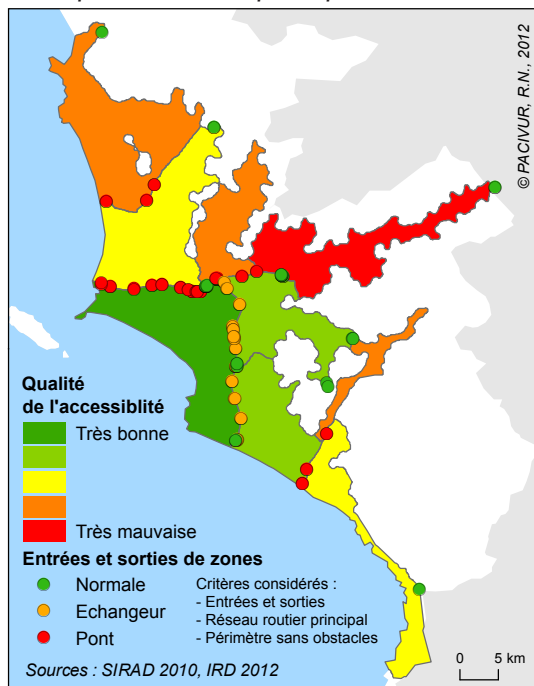 © PACIVUR, R.N., 2012
Qualité
de l'accessiblité
Très bonne
Très mauvaise
Entrées et sorties de zones
Normale
Echangeur
Pont
Critères considérés :
- Entrées et sorties
- Réseau routier principal
- Périmètre sans obstacles
Sources : SIRAD 2010, IRD 2012
0 5 km